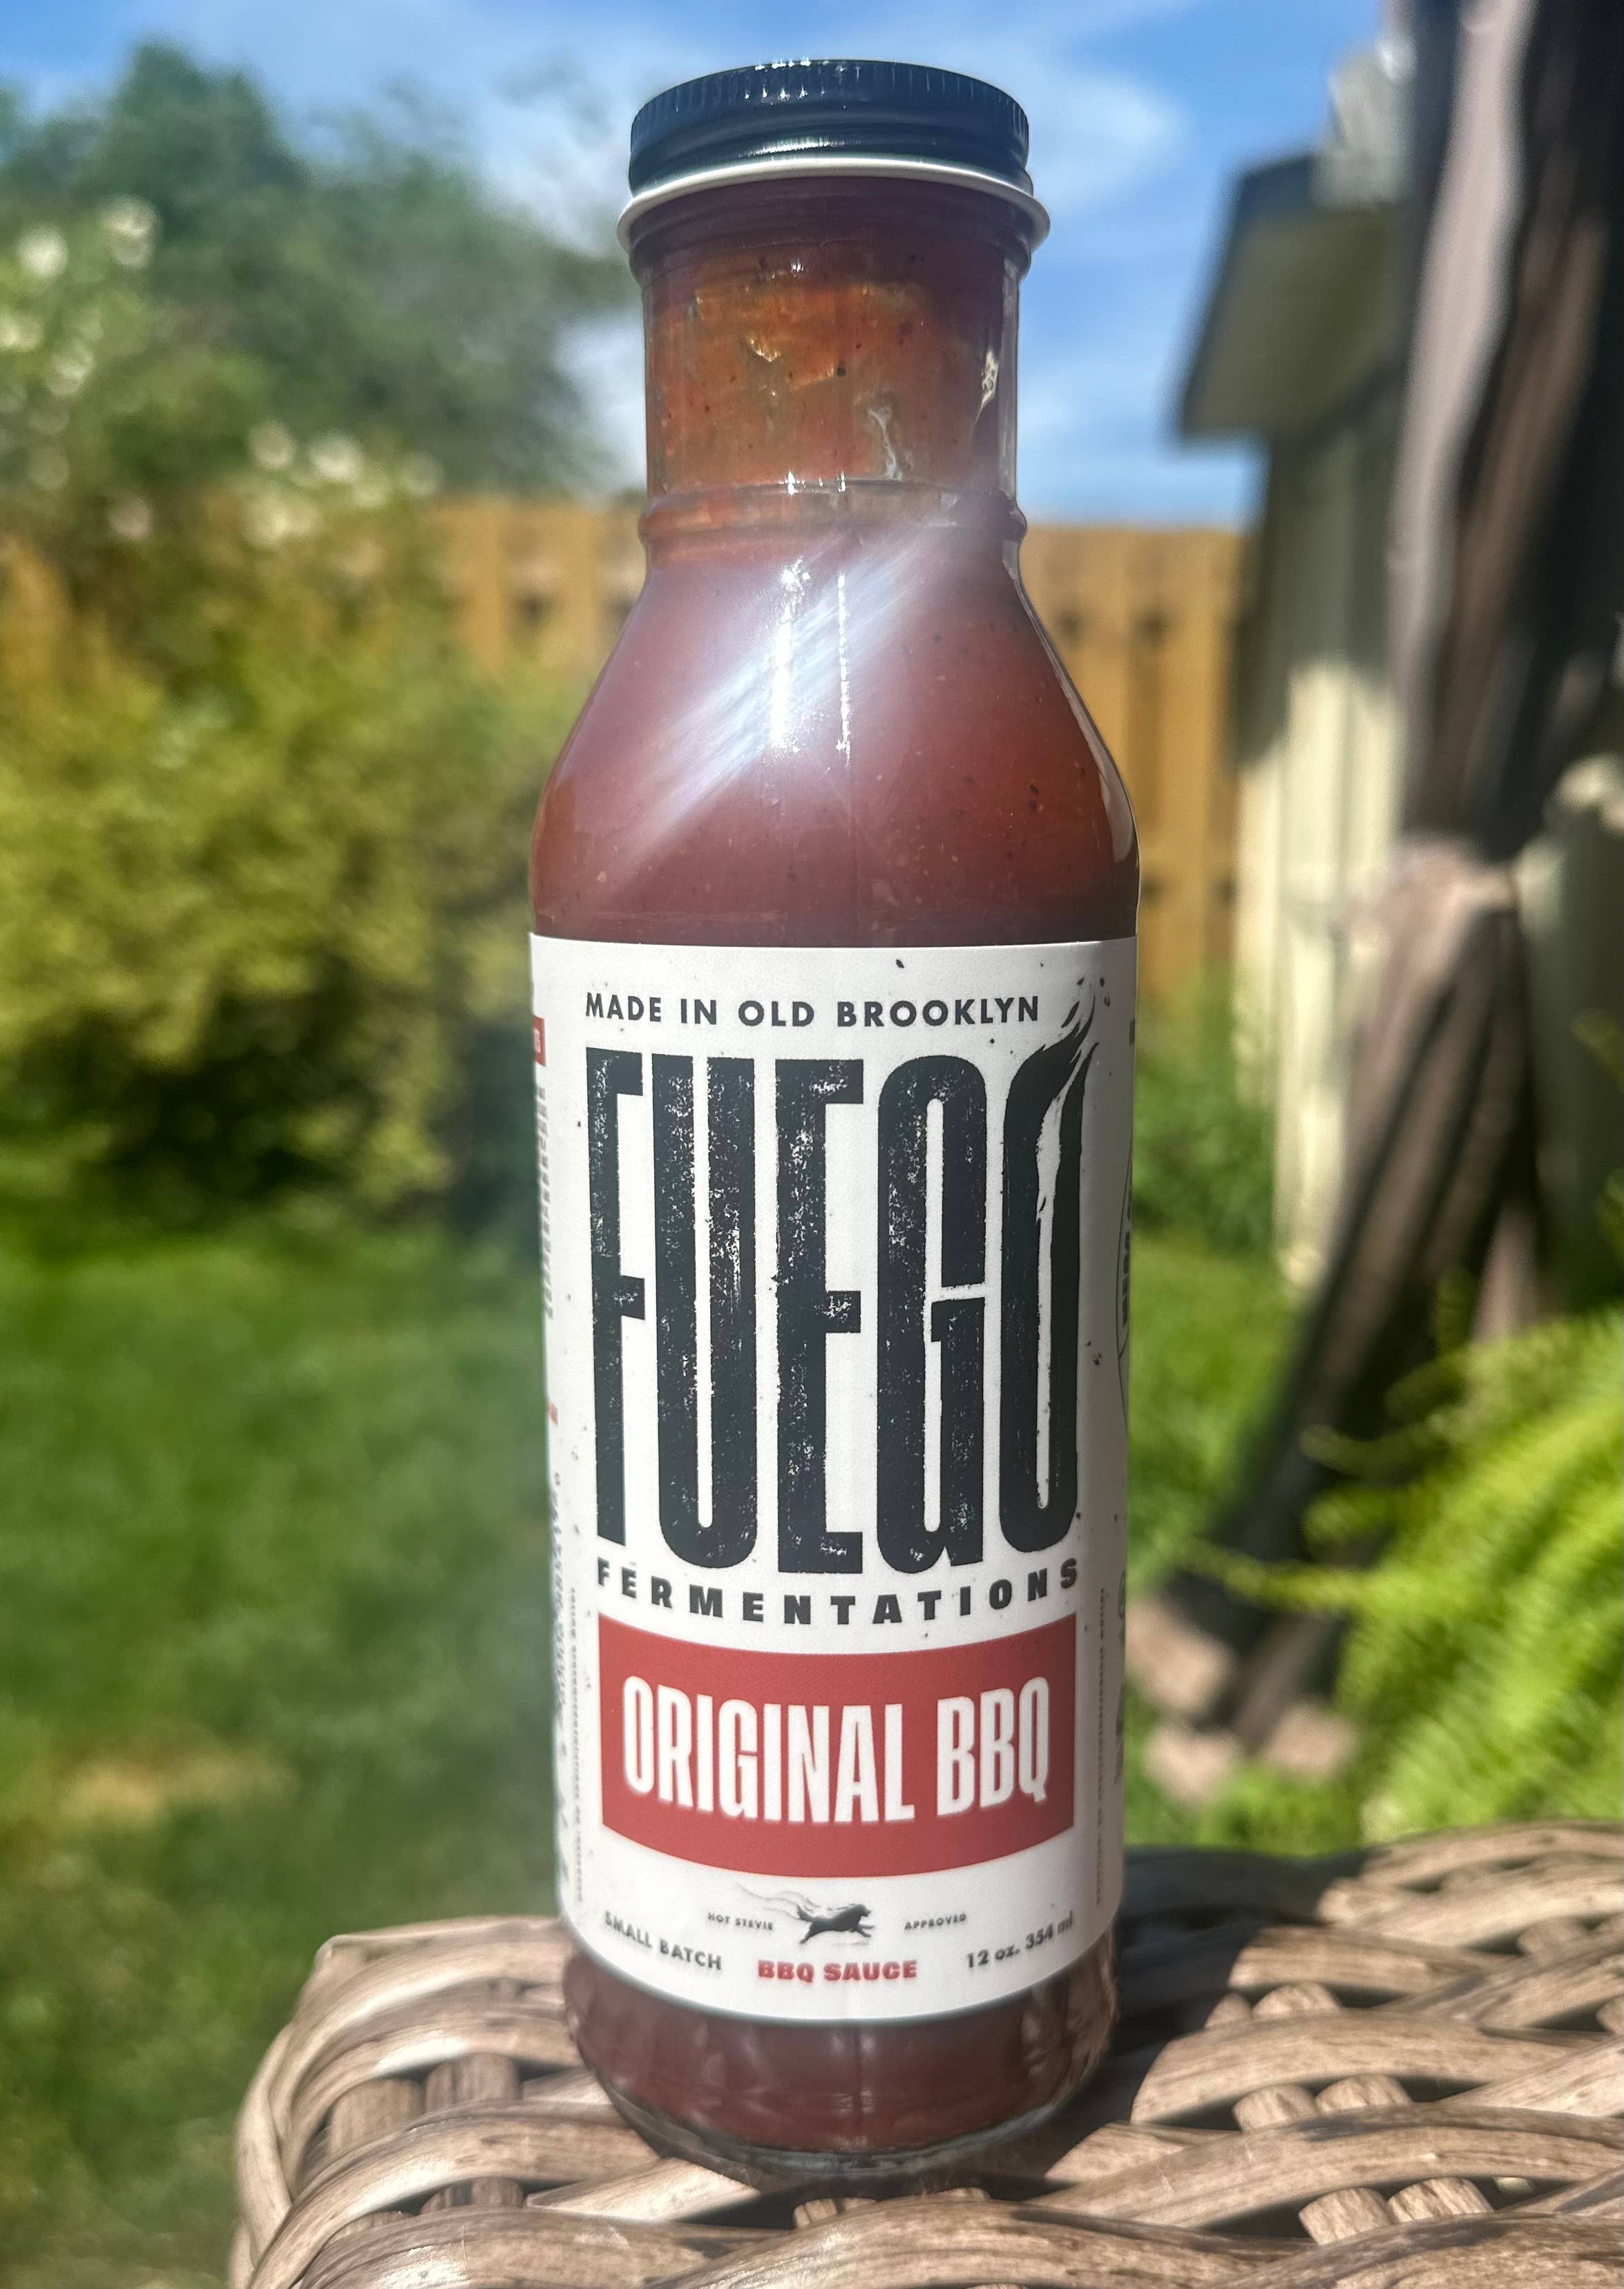 MADE IN OLD BROOKLYN
FUEGO
FERMENTATIONS
ORIGINAL BBQ
HOT STEVIE APPROVED
SMALL BATCH BBQ SAUCE 12 oz. 354 ml